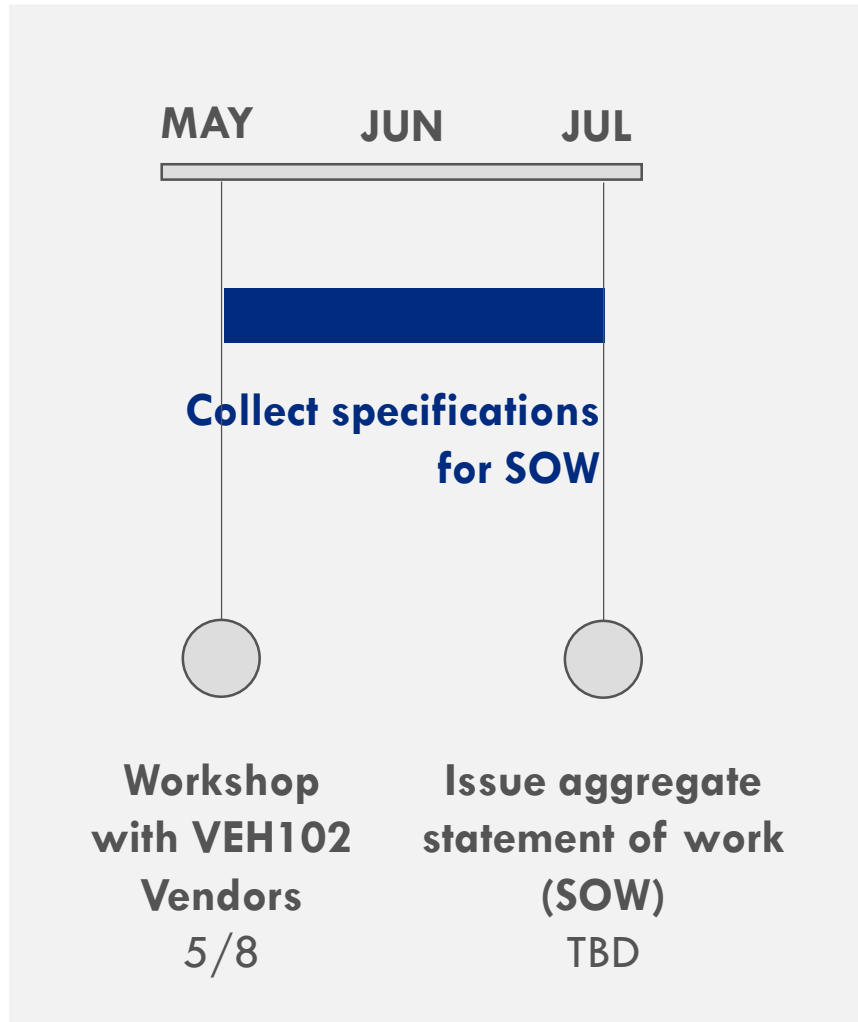 MAY JUN JUL
Collect specifications
for SOW
Workshop
with VEH102
Vendors
5/8
Issue aggregate
statement of work
(SOW)
TBD